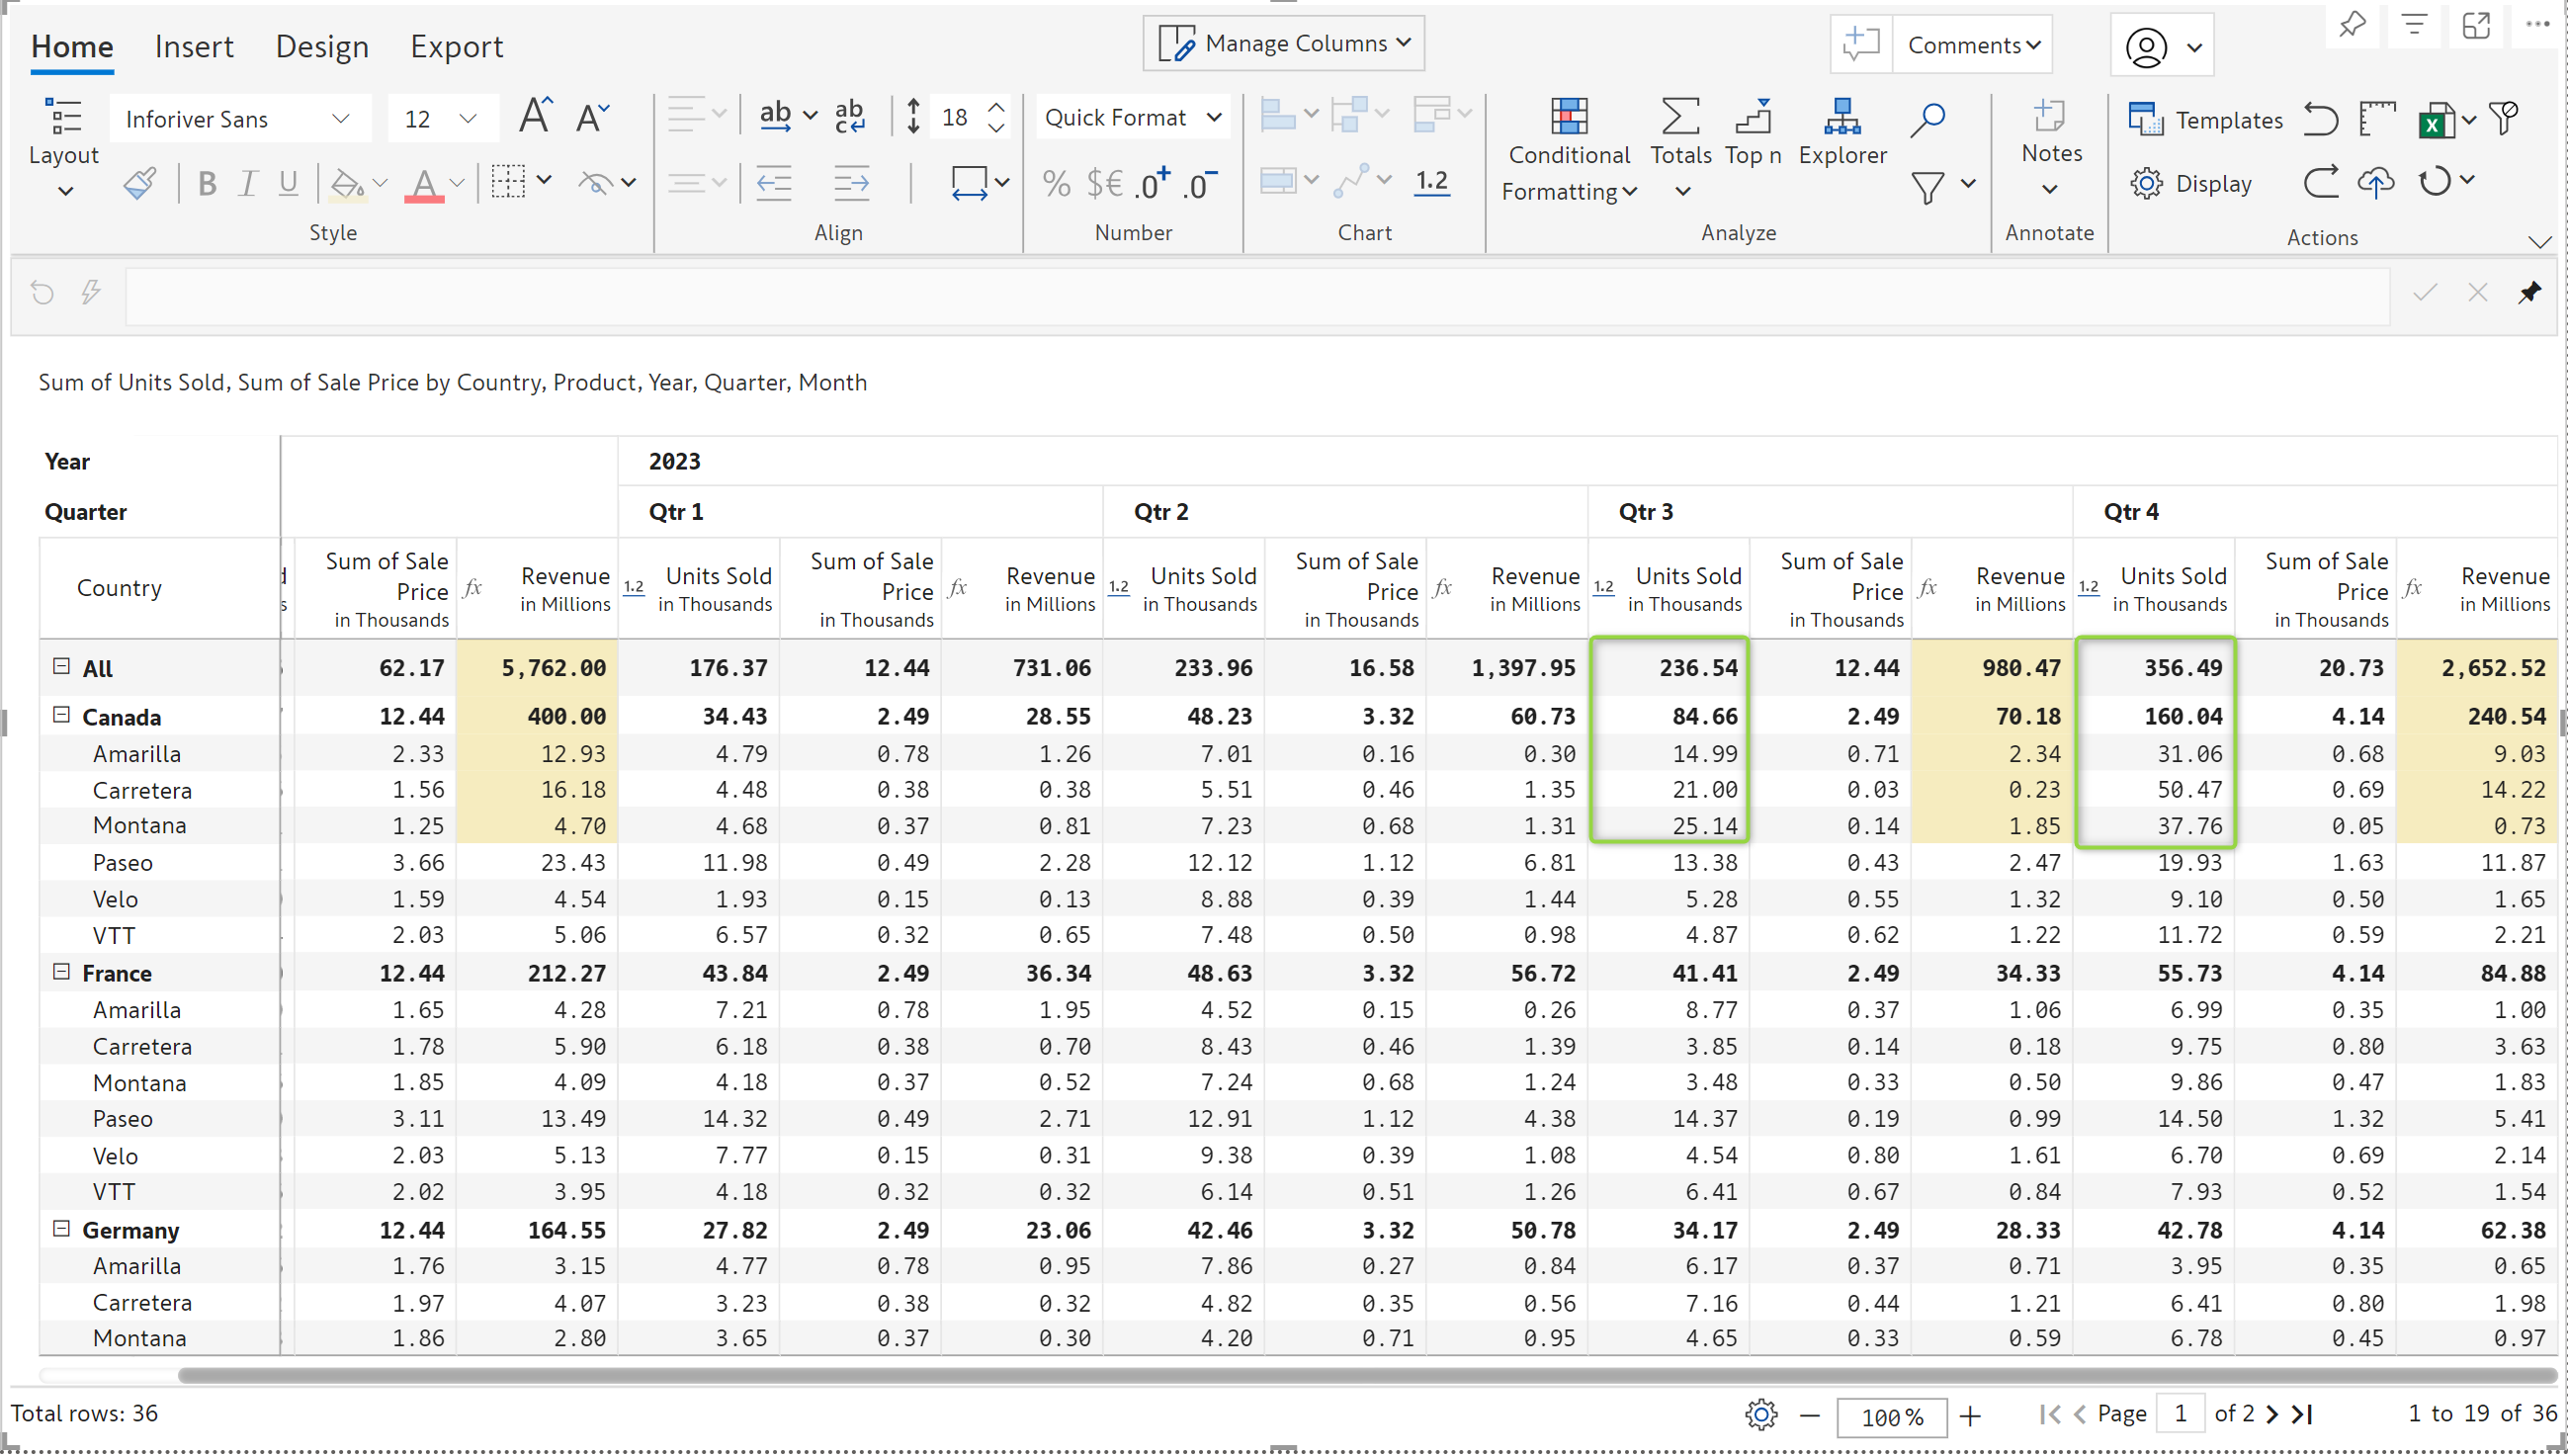 Home Insert Design Export Manage Columns Comments
Inforiver Sans 12 A A ab ab 18 Quick Format Templates
c
Layout Conditional Totals Top n Explorer Notes
B I U A % $€ .0+ .0- 1.2 Formatting Display
Style Align Number Chart Analyze Annotate Actions
Sum of Units Sold, Sum of Sale Price by Country, Product, Year, Quarter, Month
Year 2023
Quarter Qtr 1 Qtr 2 Qtr 3 Qtr 4
Sum of Sale Sum of Sale Sum of Sale Sum of Sale Sum of Sale
Country Price fx Revenue 1.2 Units Sold Price fx Revenue 1.2 Units Sold Price fx Revenue 1.2 Units Sold Price fx Revenue 1.2 Units Sold Price fx Revenue
in Thousands in Millions in Thousands in Thousands in Millions in Thousands in Thousands in Millions in Thousands in Thousands in Millions in Thousands in Thousands in Millions
All 62.17 5,762.00 176.37 12.44 731.06 233.96 16.58 1,397.95 236.54 12.44 980.47 356.49 20.73 2,652.52
Canada 12.44 400.00 34.43 2.49 28.55 48.23 3.32 60.73 84.66 2.49 70.18 160.04 4.14 240.54
Amarilla 2.33 12.93 4.79 0.78 1.26 7.01 0.16 0.30 14.99 0.71 2.34 31.06 0.68 9.03
Carretera 1.56 16.18 4.48 0.38 0.38 5.51 0.46 1.35 21.00 0.03 0.23 50.47 0.69 14.22
Montana 1.25 4.70 4.68 0.37 0.81 7.23 0.68 1.31 25.14 0.14 1.85 37.76 0.05 0.73
Paseo 3.66 23.43 11.98 0.49 2.28 12.12 1.12 6.81 13.38 0.43 2.47 19.93 1.63 11.87
Velo 1.59 4.54 1.93 0.15 0.13 8.88 0.39 1.44 5.28 0.55 1.32 9.10 0.50 1.65
VTT 2.03 5.06 6.57 0.32 0.65 7.48 0.50 0.98 4.87 0.62 1.22 11.72 0.59 2.21
France 12.44 212.27 43.84 2.49 36.34 48.63 3.32 56.72 41.41 2.49 34.33 55.73 4.14 84.88
Amarilla 1.65 4.28 7.21 0.78 1.95 4.52 0.15 0.26 8.77 0.37 1.06 6.99 0.35 1.00
Carretera 1.78 5.90 6.18 0.38 0.70 8.43 0.46 1.39 3.85 0.14 0.18 9.75 0.80 3.63
Montana 1.85 4.09 4.18 0.37 0.52 7.24 0.68 1.24 3.48 0.33 0.50 9.86 0.47 1.83
Paseo 3.11 13.49 14.32 0.49 2.71 12.91 1.12 4.38 14.37 0.19 0.99 14.50 1.32 5.41
Velo 2.03 5.13 7.77 0.15 0.31 9.38 0.39 1.08 4.54 0.80 1.61 6.70 0.69 2.14
VTT 2.02 3.95 4.18 0.32 0.32 6.14 0.51 1.26 6.41 0.67 0.84 7.93 0.52 1.54
Germany 12.44 164.55 27.82 2.49 23.06 42.46 3.32 50.78 34.17 2.49 28.33 42.78 4.14 62.38
Amarilla 1.76 3.15 4.77 0.78 0.95 7.86 0.27 0.84 6.17 0.37 0.71 3.95 0.35 0.65
Carretera 1.97 4.07 3.23 0.38 0.32 4.82 0.35 0.56 7.16 0.44 1.21 6.41 0.80 1.98
Montana 1.86 2.80 3.65 0.37 0.30 4.20 0.71 0.95 4.65 0.33 0.59 6.78 0.45 0.97
Total rows: 36 100 % Page 1 of 2 1 to 19 of 36